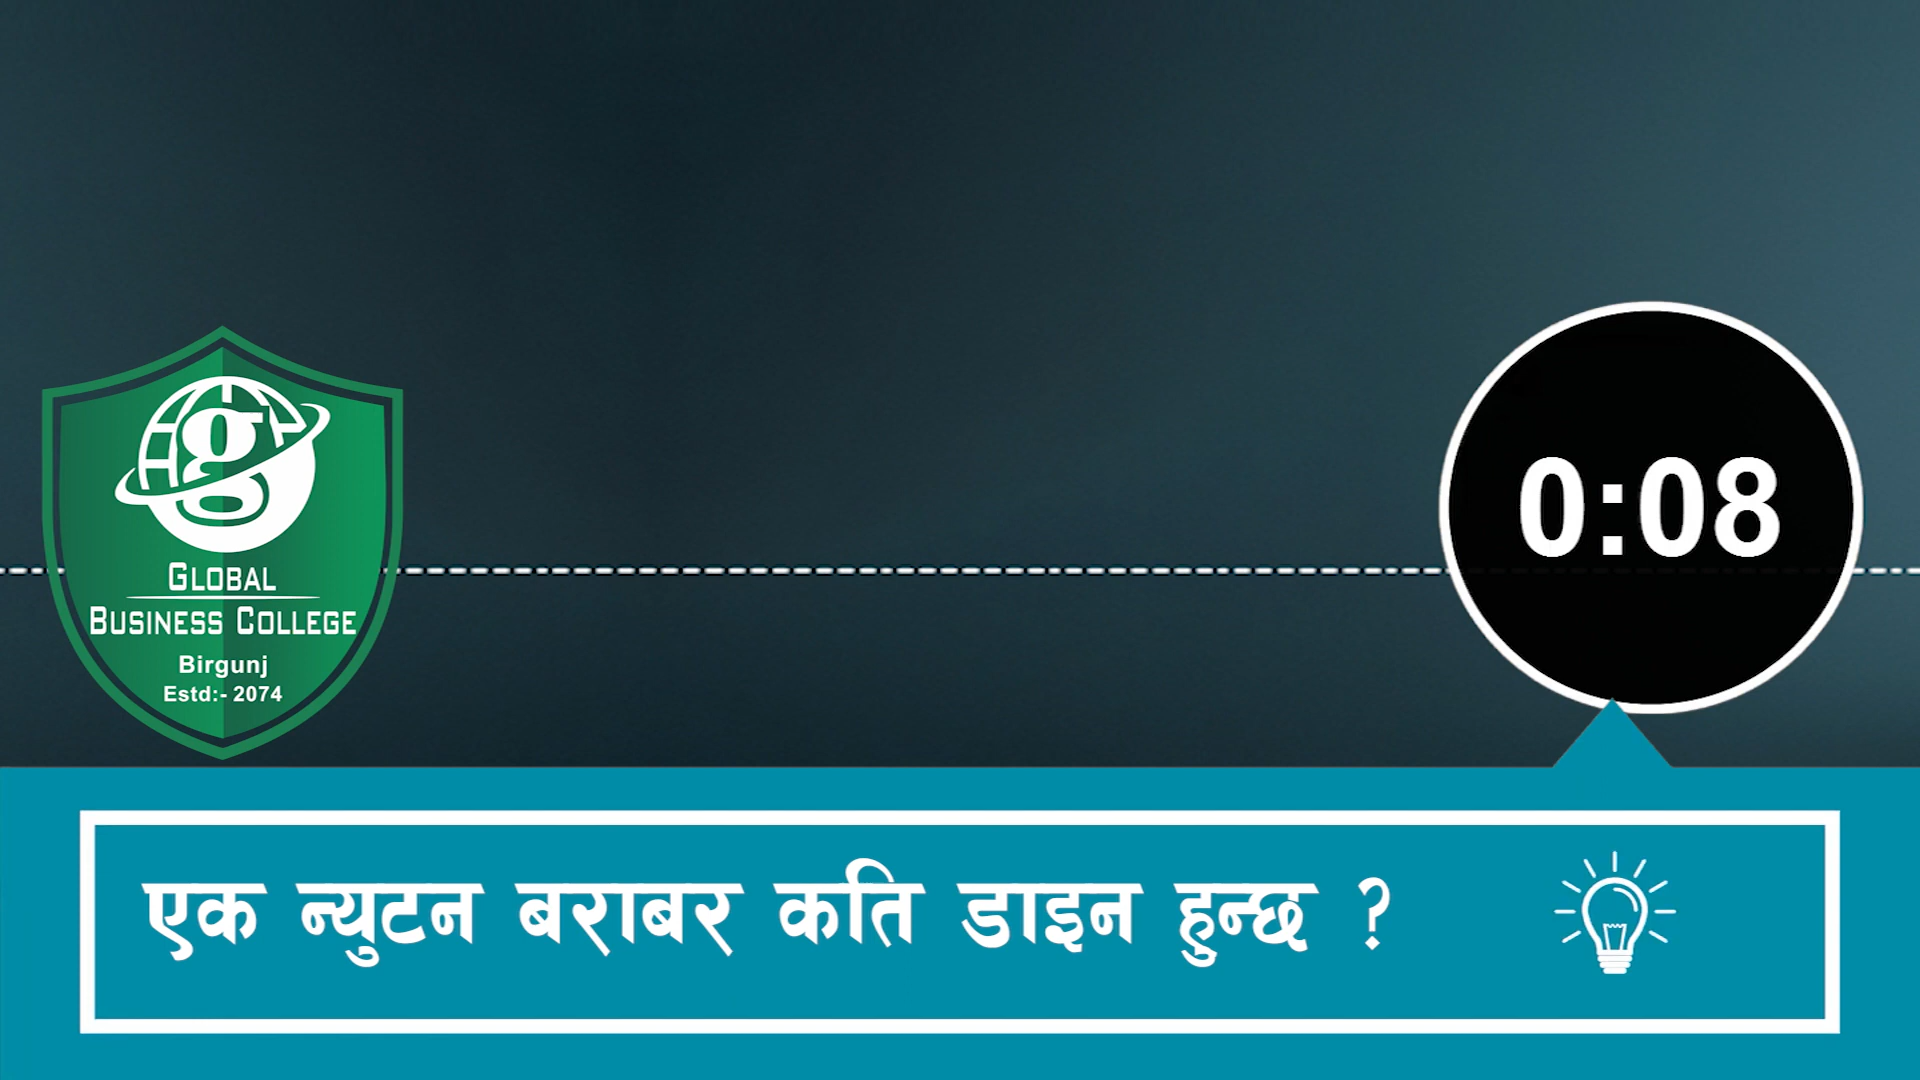 g
GLOBAL
BUSINESS COLLEGE
Birgunj
Estd:- 2074
0:08
एक न्युटन बराबर कति डाइन हुन्छ ?